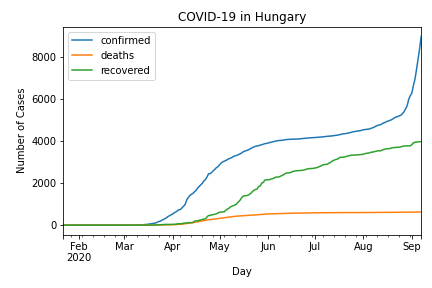 COVID-19 in Hungary
confirmed
deaths
recovered
Number of Cases
8000
6000
4000
2000
0
Feb Mar Apr May Jun Jul Aug Sep
2020
Day